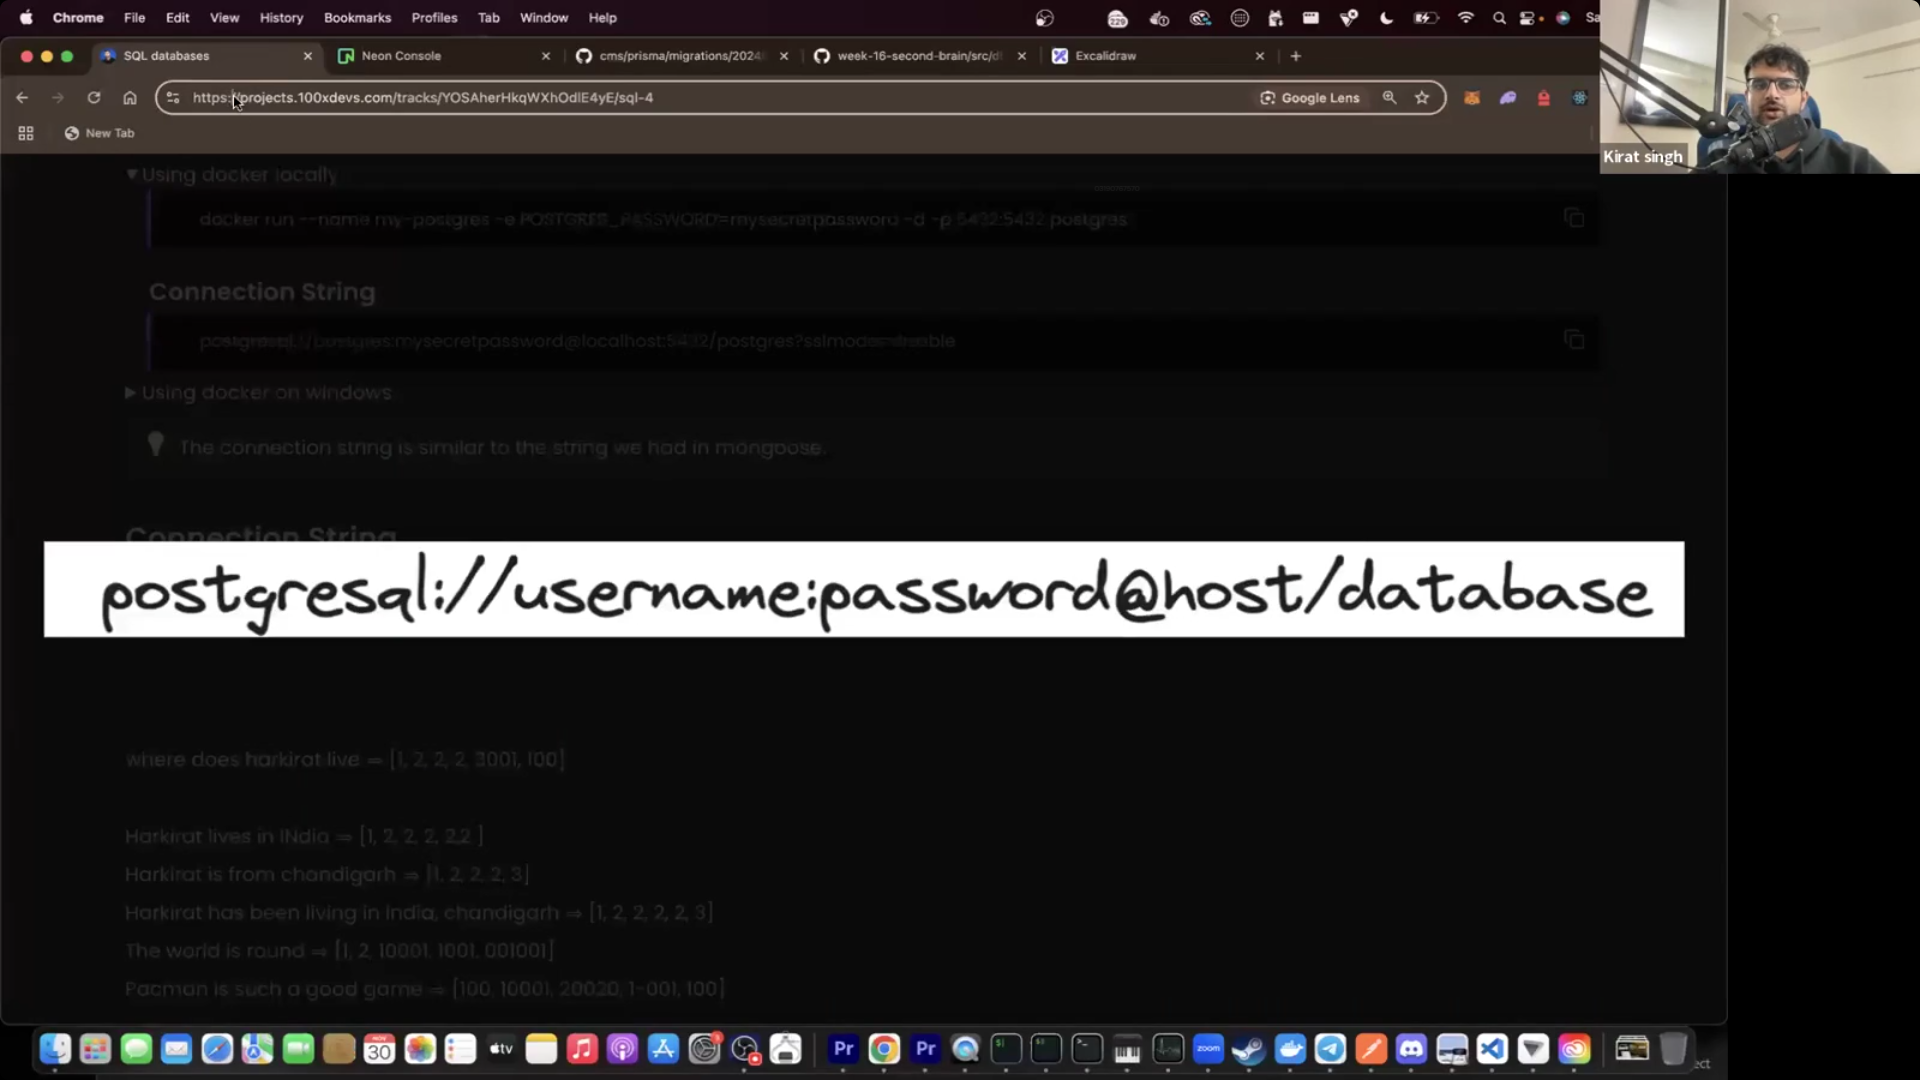 Chrome File Edit View History Bookmarks Profiles Tab Window Help
SQL databases
Neon Console
cms/prisma/migrations/2024
week-16-second-brain/src/d
Excalidraw
https://projects.100xdevs.com/tracks/YOSAherHkqWXhOdlE4yE/sql-4
Google Lens
New Tab
Kirat singh
Using docker locally
docker run --name my-postgres -e POSTGRES_PASSWORD=mysecretpassword -d -p 5432:5432 postgres
Connection String
postgresql://postgres:mysecretpassword@localhost:5432/postgres?sslmode=disable
Using docker on windows
The connection string is similar to the string we had in mongoose.
Connection String
postgresql://username:password@host/database
where does harkirat live = [1, 2, 2, 2, 3001, 100]
Harkirat lives in INdia ⇒ [1, 2, 2, 2, 2,2 ]
Harkirat is from chandigarh ⇒ [1, 2, 2, 2, 3]
Harkirat has been living in India, chandigarh ⇒ [1, 2, 2, 2, 2, 3]
The world is round ⇒ [1, 2, 10001, 1001, 001001]
Pacman is such a good game ⇒ [100, 10001, 20020, 1-001, 100]
NOV
30
tv
Pr
Pr
zoom